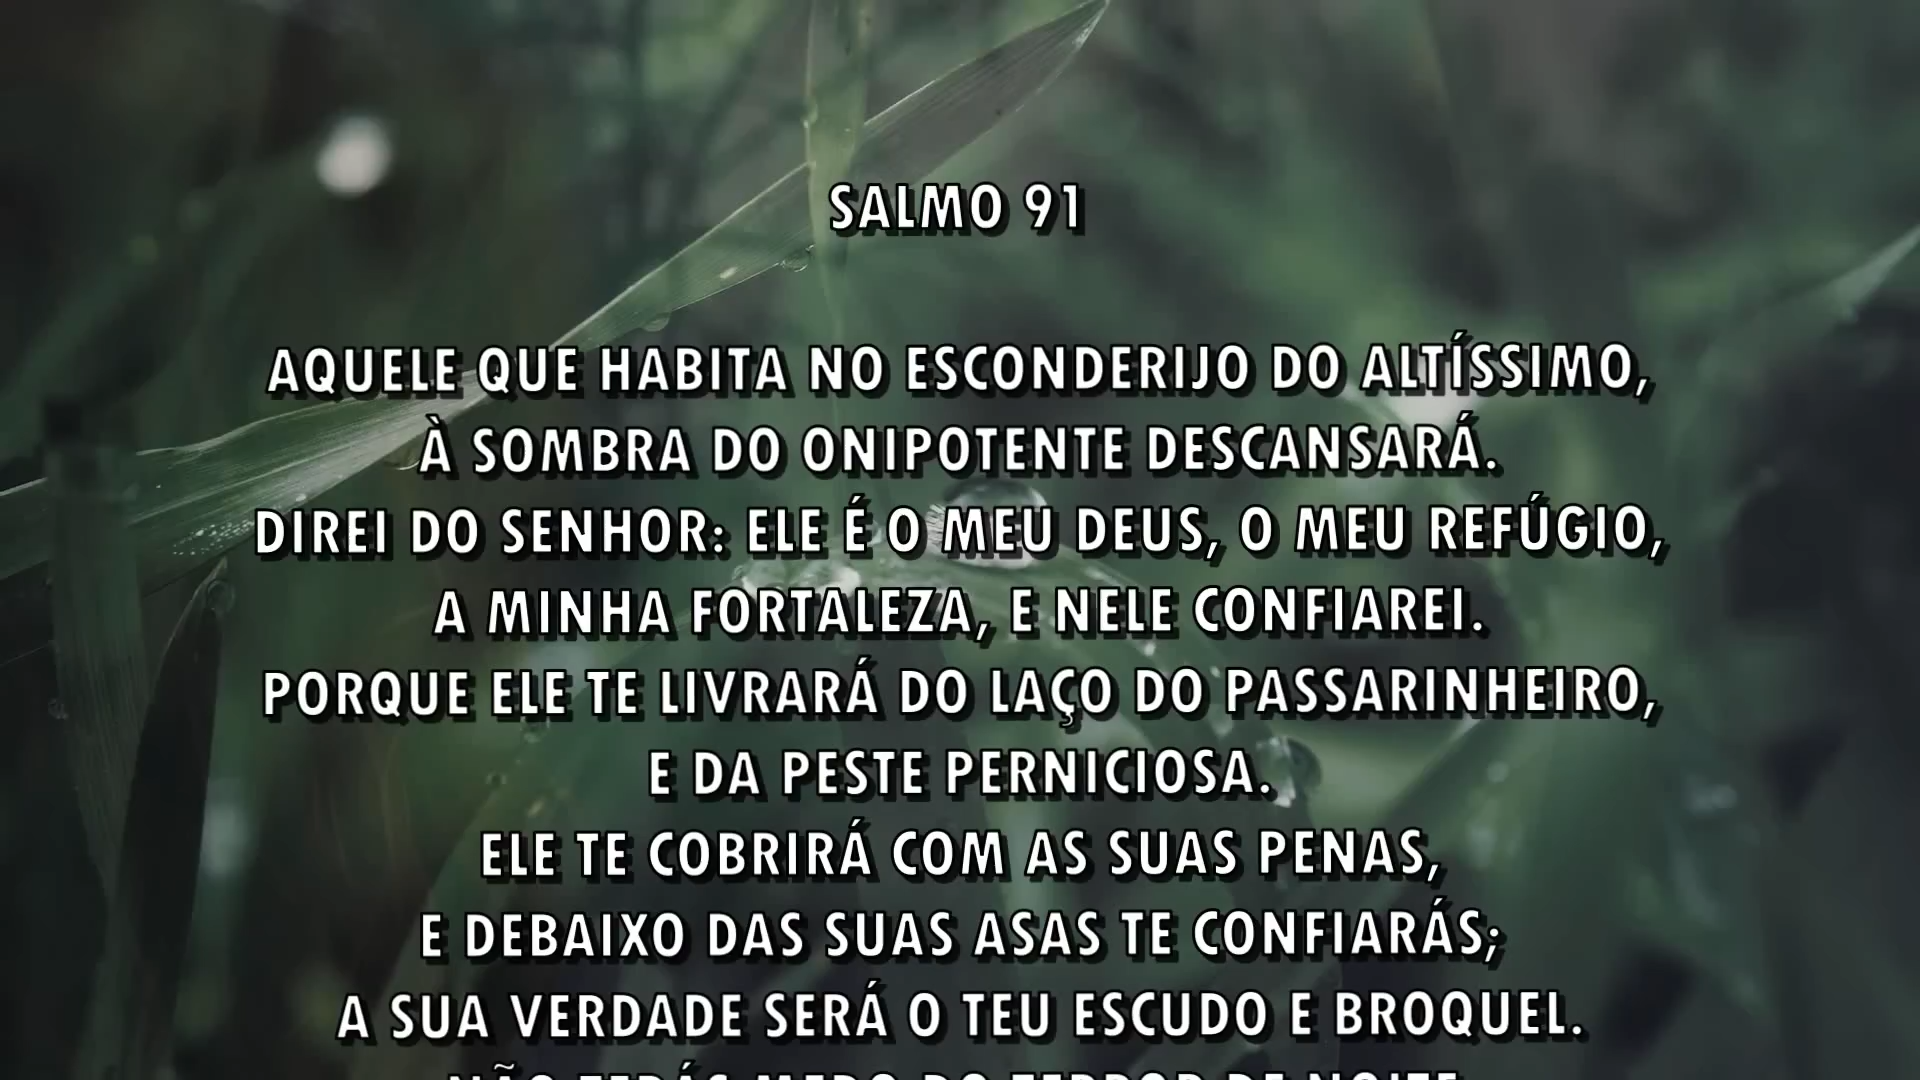 SALMO 91
AQUELE QUE HABITA NO ESCONDERIJO DO ALTÍSSIMO,
À SOMBRA DO ONIPOTENTE DESCANSARÁ.
DIREI DO SENHOR: ELE É O MEU DEUS, O MEU REFÚGIO,
A MINHA FORTALEZA, E NELE CONFIAREI.
PORQUE ELE TE LIVRARÁ DO LAÇO DO PASSARINHEIRO,
E DA PESTE PERNICIOSA.
ELE TE COBRIRÁ COM AS SUAS PENAS,
E DEBAIXO DAS SUAS ASAS TE CONFIARÁS;
A SUA VERDADE SERÁ O TEU ESCUDO E BROQUEL.